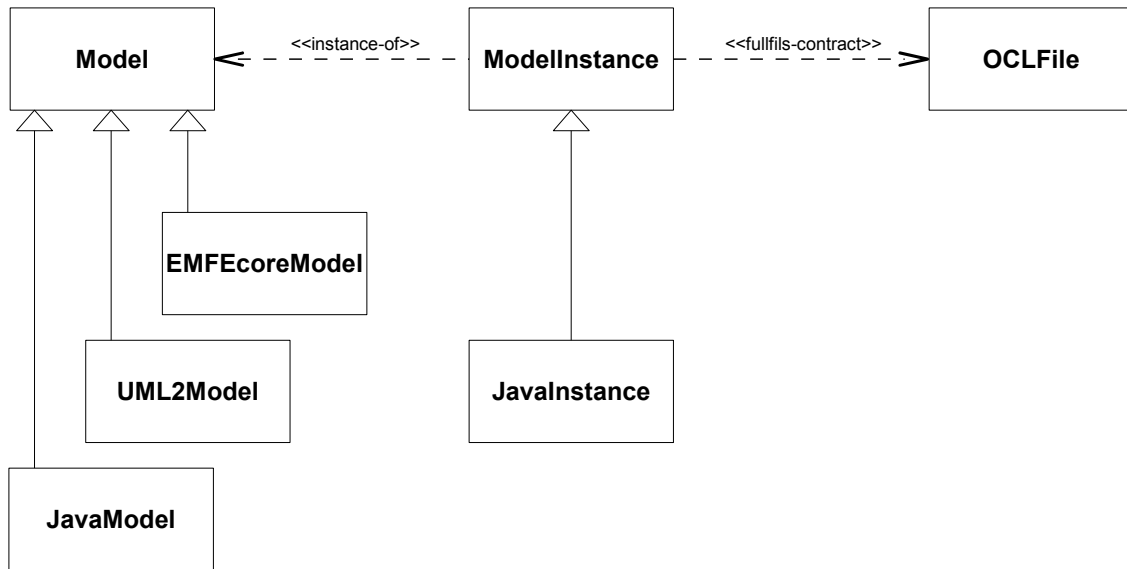 Model
<<instance-of>>
ModelInstance
<<fullfils-contract>>
OCLFile
EMFEcoreModel
UML2Model
JavaInstance
JavaModel